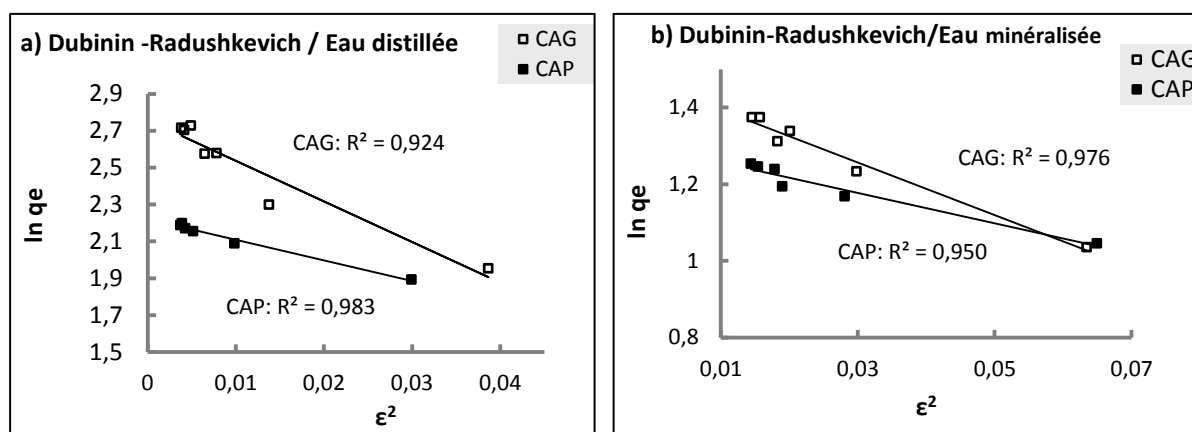 a) Dubinin -Radushkevich / Eau distillée
CAG
CAP
2,9
2,7
2,5
2,3
2,1
1,9
1,7
1,5
ln qe
CAG: R² = 0,924
CAP: R² = 0,983
0
0,01
0,02
0,03
0,04
ε²
b) Dubinin-Radushkevich/Eau minéralisée
CAG
CAP
1,4
1,2
1
0,8
ln qe
CAG: R² = 0,976
CAP: R² = 0,950
0,01
0,03
0,05
0,07
ε²